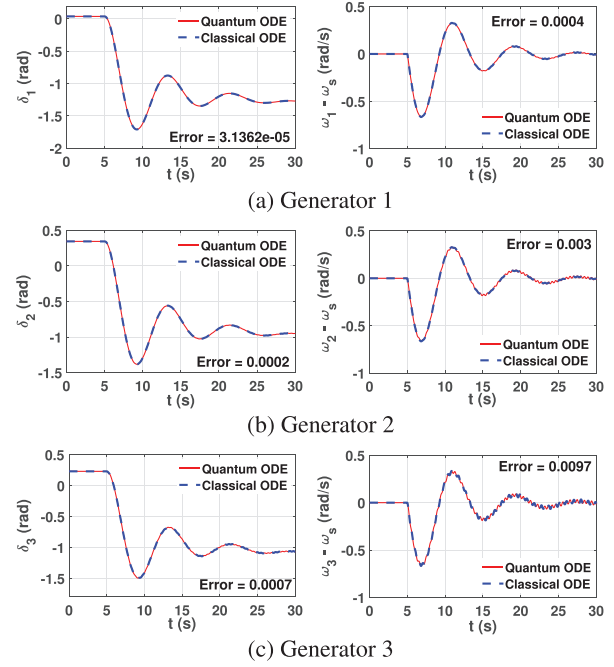 0.5
0
-0.5
-1
-1.5
-2
δ1 (rad)
Quantum ODE
Classical ODE
Error = 3.1362e-05
0 5 10 15 20 25 30
t (s)
0.5
0
-0.5
-1
ω1 - ωs (rad/s)
Error = 0.0004
Quantum ODE
Classical ODE
0 5 10 15 20 25 30
t (s)
(a) Generator 1
0.5
0
-0.5
-1
-1.5
δ2 (rad)
Quantum ODE
Classical ODE
Error = 0.0002
0 5 10 15 20 25 30
t (s)
0.5
0
-0.5
-1
ω2 - ωs (rad/s)
Error = 0.003
Quantum ODE
Classical ODE
0 5 10 15 20 25 30
t (s)
(b) Generator 2
0.5
0
-0.5
-1
-1.5
δ3 (rad)
Quantum ODE
Classical ODE
Error = 0.0007
0 5 10 15 20 25 30
t (s)
0.5
0
-0.5
-1
ω3 - ωs (rad/s)
Error = 0.0097
Quantum ODE
Classical ODE
0 5 10 15 20 25 30
t (s)
(c) Generator 3